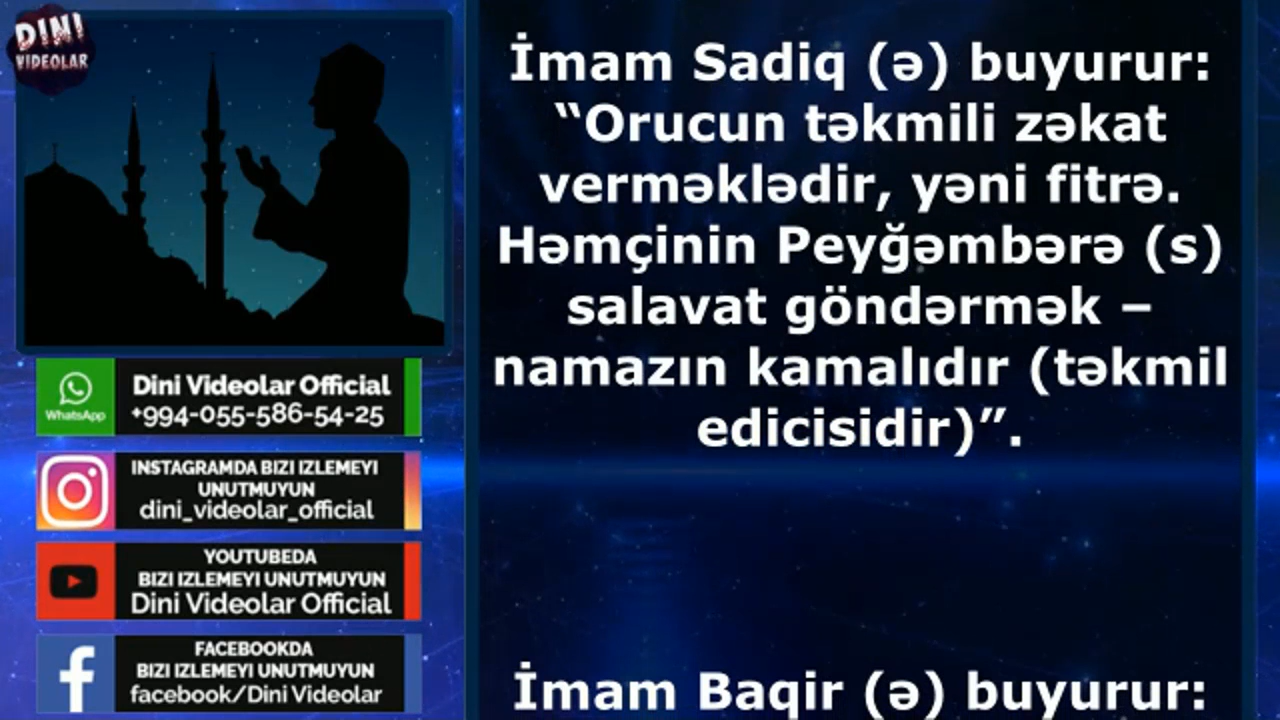 DINI
VIDEOLAR
İmam Sadiq (ə) buyurur:
“Orucun təkmili zəkat
verməklədir, yəni fitrə.
Həmçinin Peyğəmbərə (s)
salavat göndərmək –
namazın kamalıdır (təkmil
edicisidir)”.
İmam Baqir (ə) buyurur:
WhatsApp
Dini Videolar Official
+994-055-586-54-25
INSTAGRAMDA BIZI IZLEMEYI
UNUTMUYUN
dini_videolar_official
YOUTUBEDA
BIZI IZLEMEYI UNUTMUYUN
Dini Videolar Official
FACEBOOKDA
BIZI IZLEMEYI UNUTMUYUN
facebook/Dini Videolar